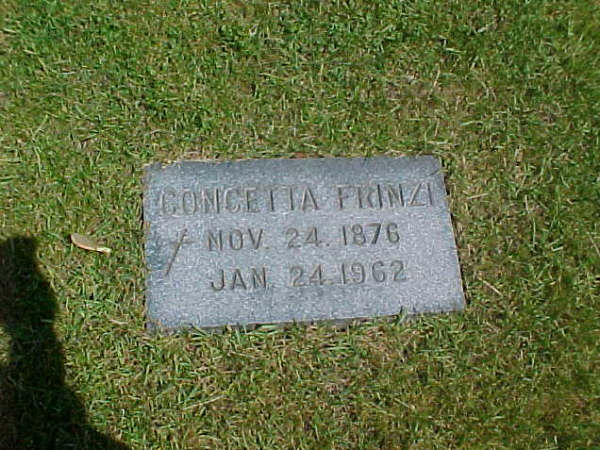 CONCETTA FRINZI
NOV. 24. 1876
JAN. 24. 1962